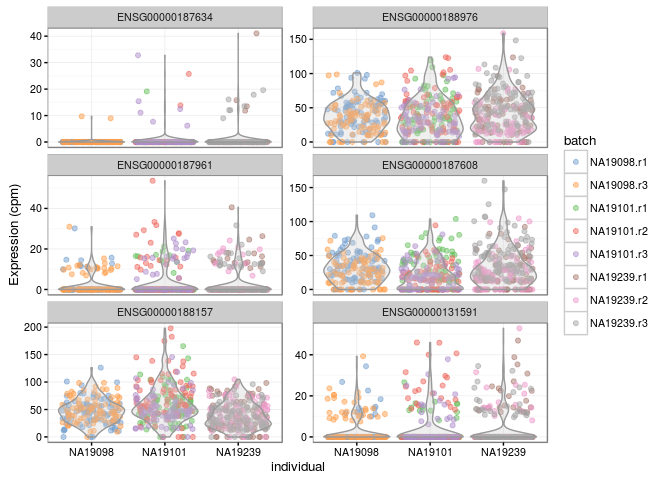 ENSG00000187634
ENSG00000188976
40
30
20
10
0
150
100
50
0
ENSG00000187961
ENSG00000187608
40
20
0
150
100
50
0
ENSG00000188157
ENSG00000131591
200
150
100
50
0
40
20
0
NA19098
NA19101
NA19239
NA19098
NA19101
NA19239
individual
Expression (cpm)
batch
NA19098.r1
NA19098.r3
NA19101.r1
NA19101.r2
NA19101.r3
NA19239.r1
NA19239.r2
NA19239.r3